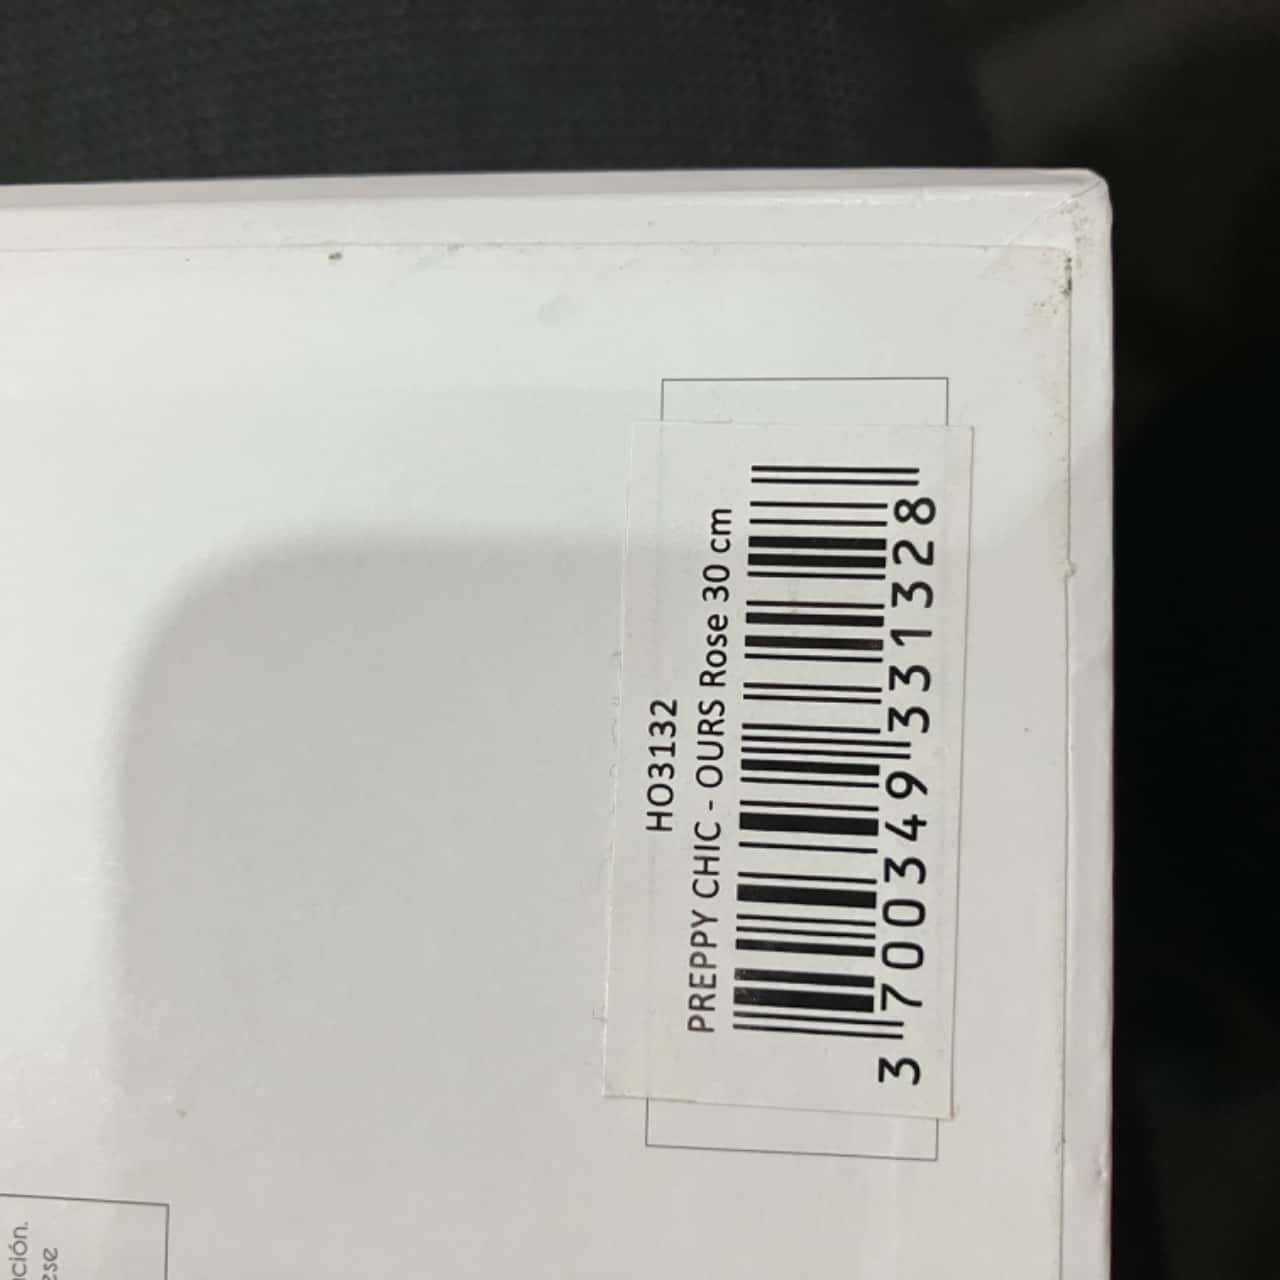 HO3132
PREPPY CHIC - OURS Rose 30 cm
3 700349 331328